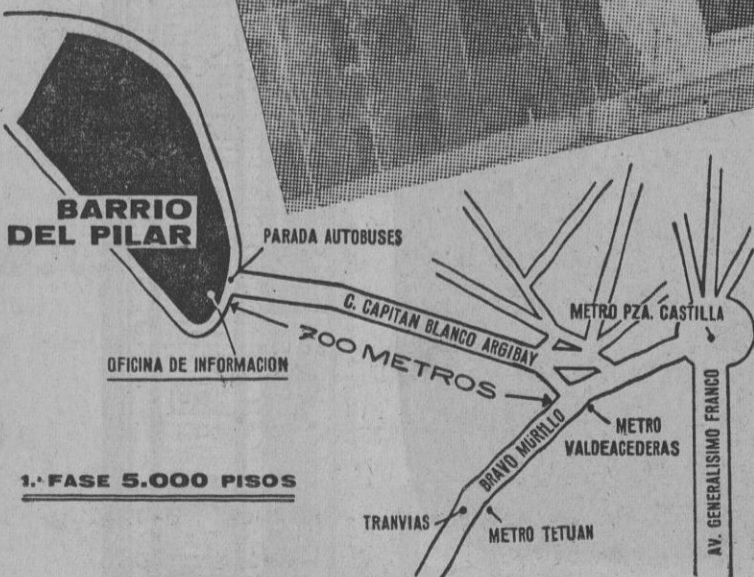 BARRIO
DEL PILAR
PARADA AUTOBUSES
C. CAPITAN BLANCO ARGIBAY
METRO PZA. CASTILLA
OFICINA DE INFORMACION
700 METROS
METRO
VALDEACEDERAS
BRAVO MURILLO
AV. GENERALISIMO FRANCO
1.ª FASE 5.000 PISOS
TRANVIAS
METRO TETUAN